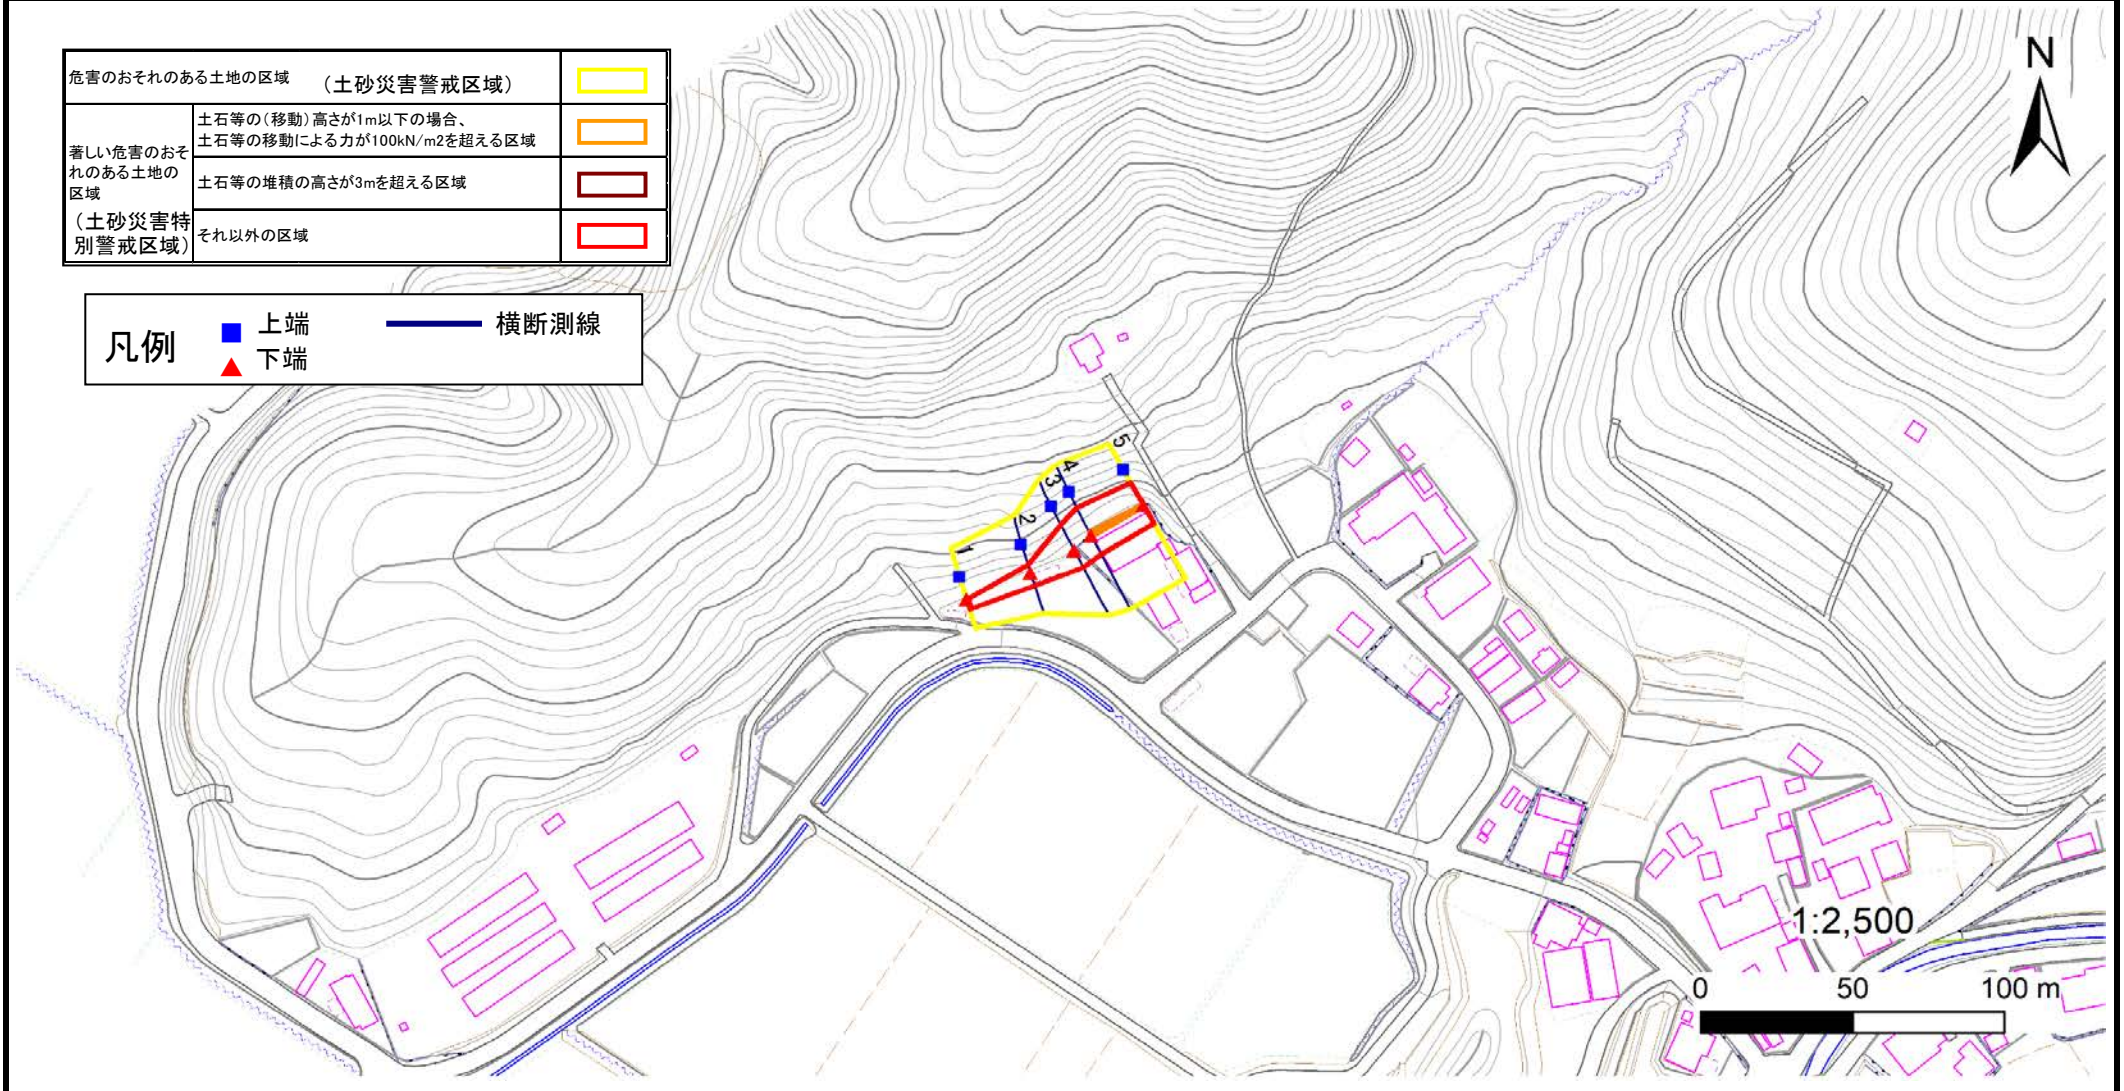 危害のおそれのある土地の区域 (土砂災害警戒区域)
著しい危害のおそ
れのある土地の
区域
(土砂災害特
別警戒区域)
土石等の(移動)高さが1m以下の場合、
土石等の移動による力が100kN/m2を超える区域
土石等の堆積の高さが3mを超える区域
それ以外の区域
凡例
上端
下端
横断測線
N
1
2
3
4
5
1:2,500
0 50 100 m